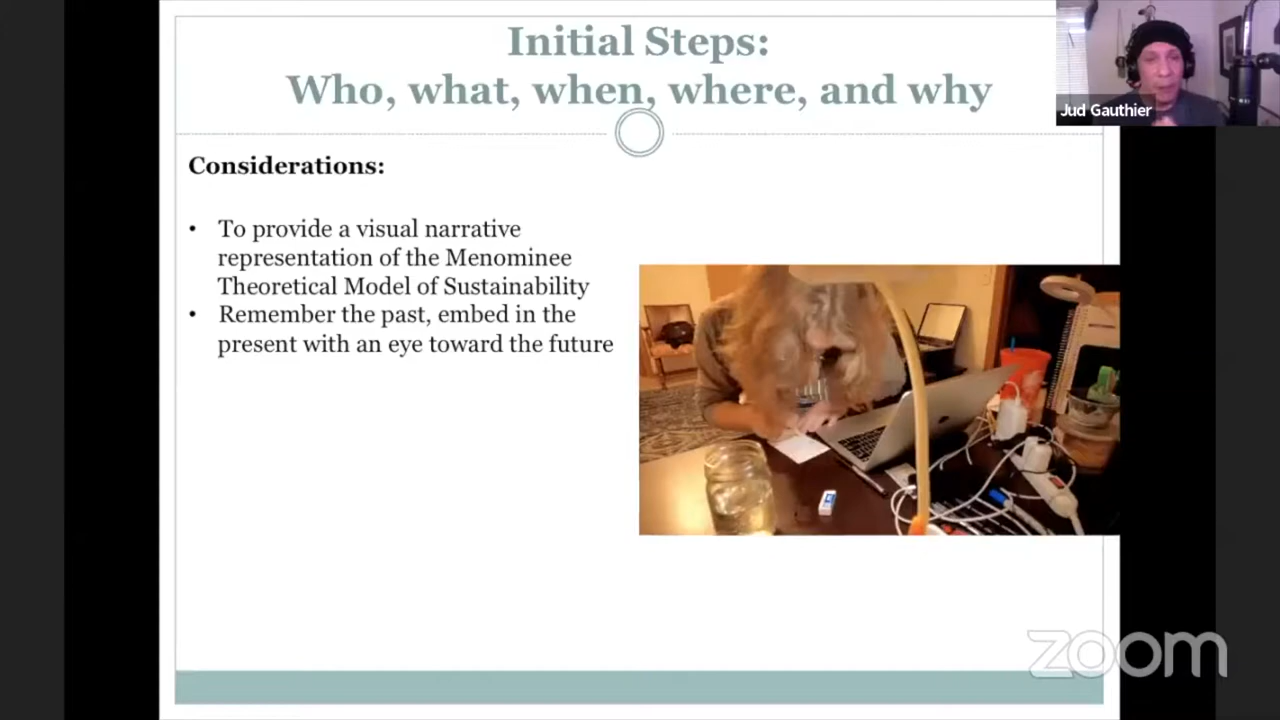 Initial Steps:
Who, what, when, where, and why
Jud Gauthier
Considerations:
• To provide a visual narrative
representation of the Menominee
Theoretical Model of Sustainability
• Remember the past, embed in the
present with an eye toward the future
zoom